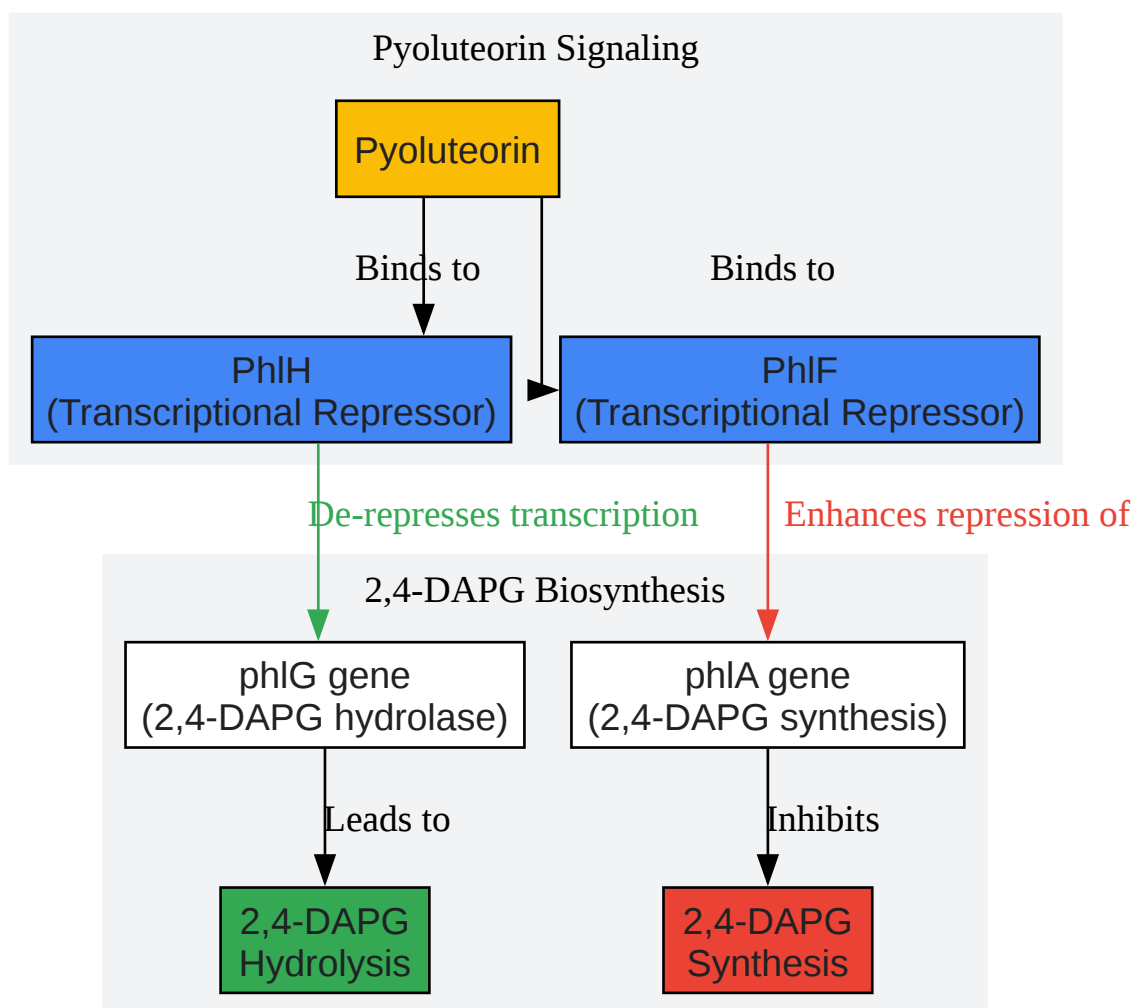 Pyoluteorin Signaling
Pyoluteorin
Binds to
Binds to
PhlH
(Transcriptional Repressor)
PhlF
(Transcriptional Repressor)
De-represses transcription
Enhances repression of
2,4-DAPG Biosynthesis
phlG gene
(2,4-DAPG hydrolase)
phlA gene
(2,4-DAPG synthesis)
Leads to
Inhibits
2,4-DAPG
Hydrolysis
2,4-DAPG
Synthesis